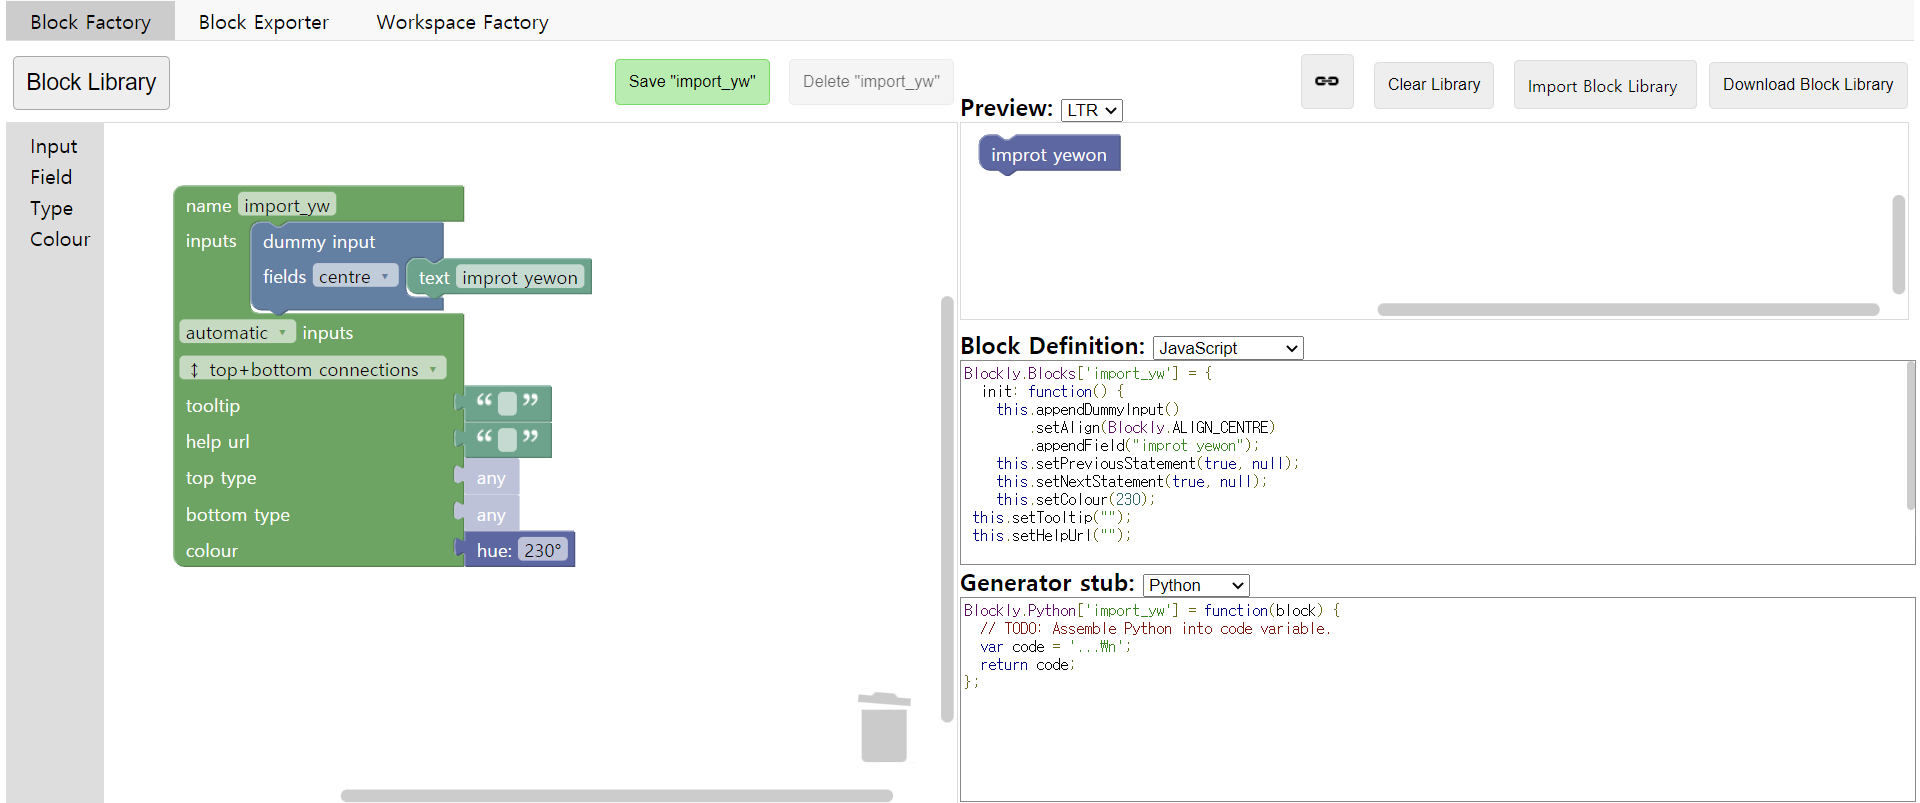 Block Factory Block Exporter Workspace Factory
Block Library
Save "import_yw" Delete "import_yw"
Clear Library Import Block Library Download Block Library
Input
Field
Type
Colour
name import_yw
inputs dummy input
fields centre text improt yewon
automatic inputs
↕ top+bottom connections
tooltip “ ”
help url “ ”
top type any
bottom type any
colour hue: 230°
Preview: LTR
improt yewon
Block Definition: JavaScript
Blockly.Blocks['import_yw'] = {
  init: function() {
    this.appendDummyInput()
        .setAlign(Blockly.ALIGN_CENTRE)
        .appendField("improt yewon");
    this.setPreviousStatement(true, null);
    this.setNextStatement(true, null);
    this.setColour(230);
 this.setTooltip("");
 this.setHelpUrl("");
Generator stub: Python
Blockly.Python['import_yw'] = function(block) {
  // TODO: Assemble Python into code variable.
  var code = '...₩n';
  return code;
};